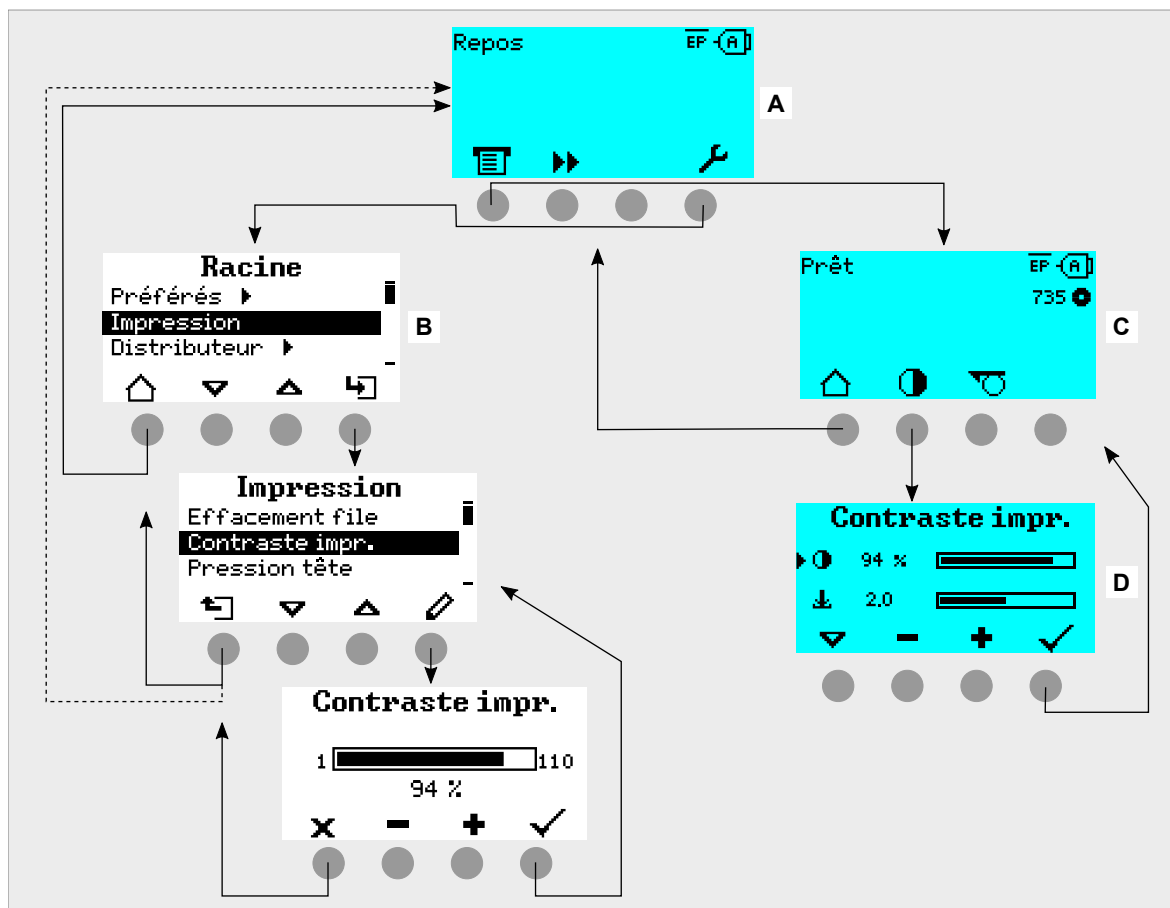 Repos EP A
A
Racine
Préférés
Impression
Distributeur
B
Prêt EP A
735
C
Impression
Effacement file
Contraste impr.
Pression tête
Contraste impr.
94 %
2.0
D
Contraste impr.
1 110
94 %